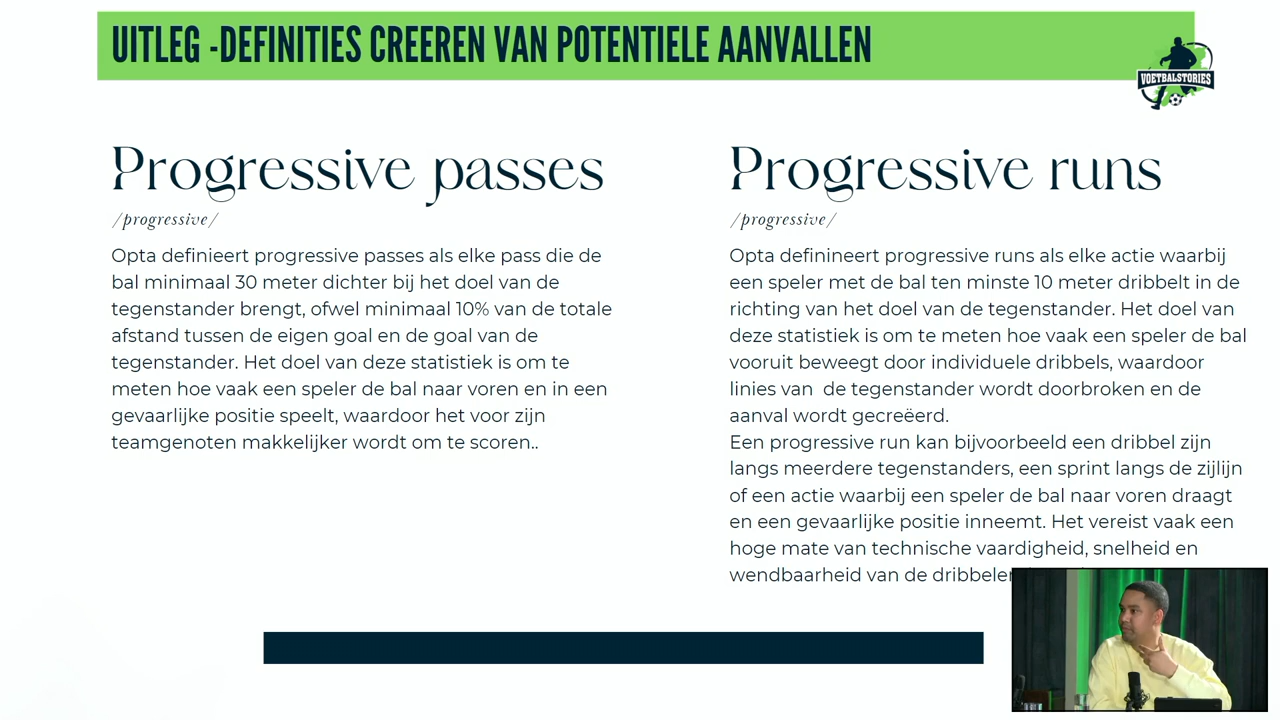 UITLEG -DEFINITIES CREEREN VAN POTENTIELE AANVALLEN
VOETBALSTORIES
Progressive passes
/progressive/
Opta definieert progressive passes als elke pass die de
bal minimaal 30 meter dichter bij het doel van de
tegenstander brengt, ofwel minimaal 10% van de totale
afstand tussen de eigen goal en de goal van de
tegenstander. Het doel van deze statistiek is om te
meten hoe vaak een speler de bal naar voren en in een
gevaarlijke positie speelt, waardoor het voor zijn
teamgenoten makkelijker wordt om te scoren..
Progressive runs
/progressive/
Opta definineert progressive runs als elke actie waarbij
een speler met de bal ten minste 10 meter dribbelt in de
richting van het doel van de tegenstander. Het doel van
deze statistiek is om te meten hoe vaak een speler de bal
vooruit beweegt door individuele dribbels, waardoor
linies van  de tegenstander wordt doorbroken en de
aanval wordt gecreëerd.
Een progressive run kan bijvoorbeeld een dribbel zijn
langs meerdere tegenstanders, een sprint langs de zijlijn
of een actie waarbij een speler de bal naar voren draagt
en een gevaarlijke positie inneemt. Het vereist vaak een
hoge mate van technische vaardigheid, snelheid en
wendbaarheid van de